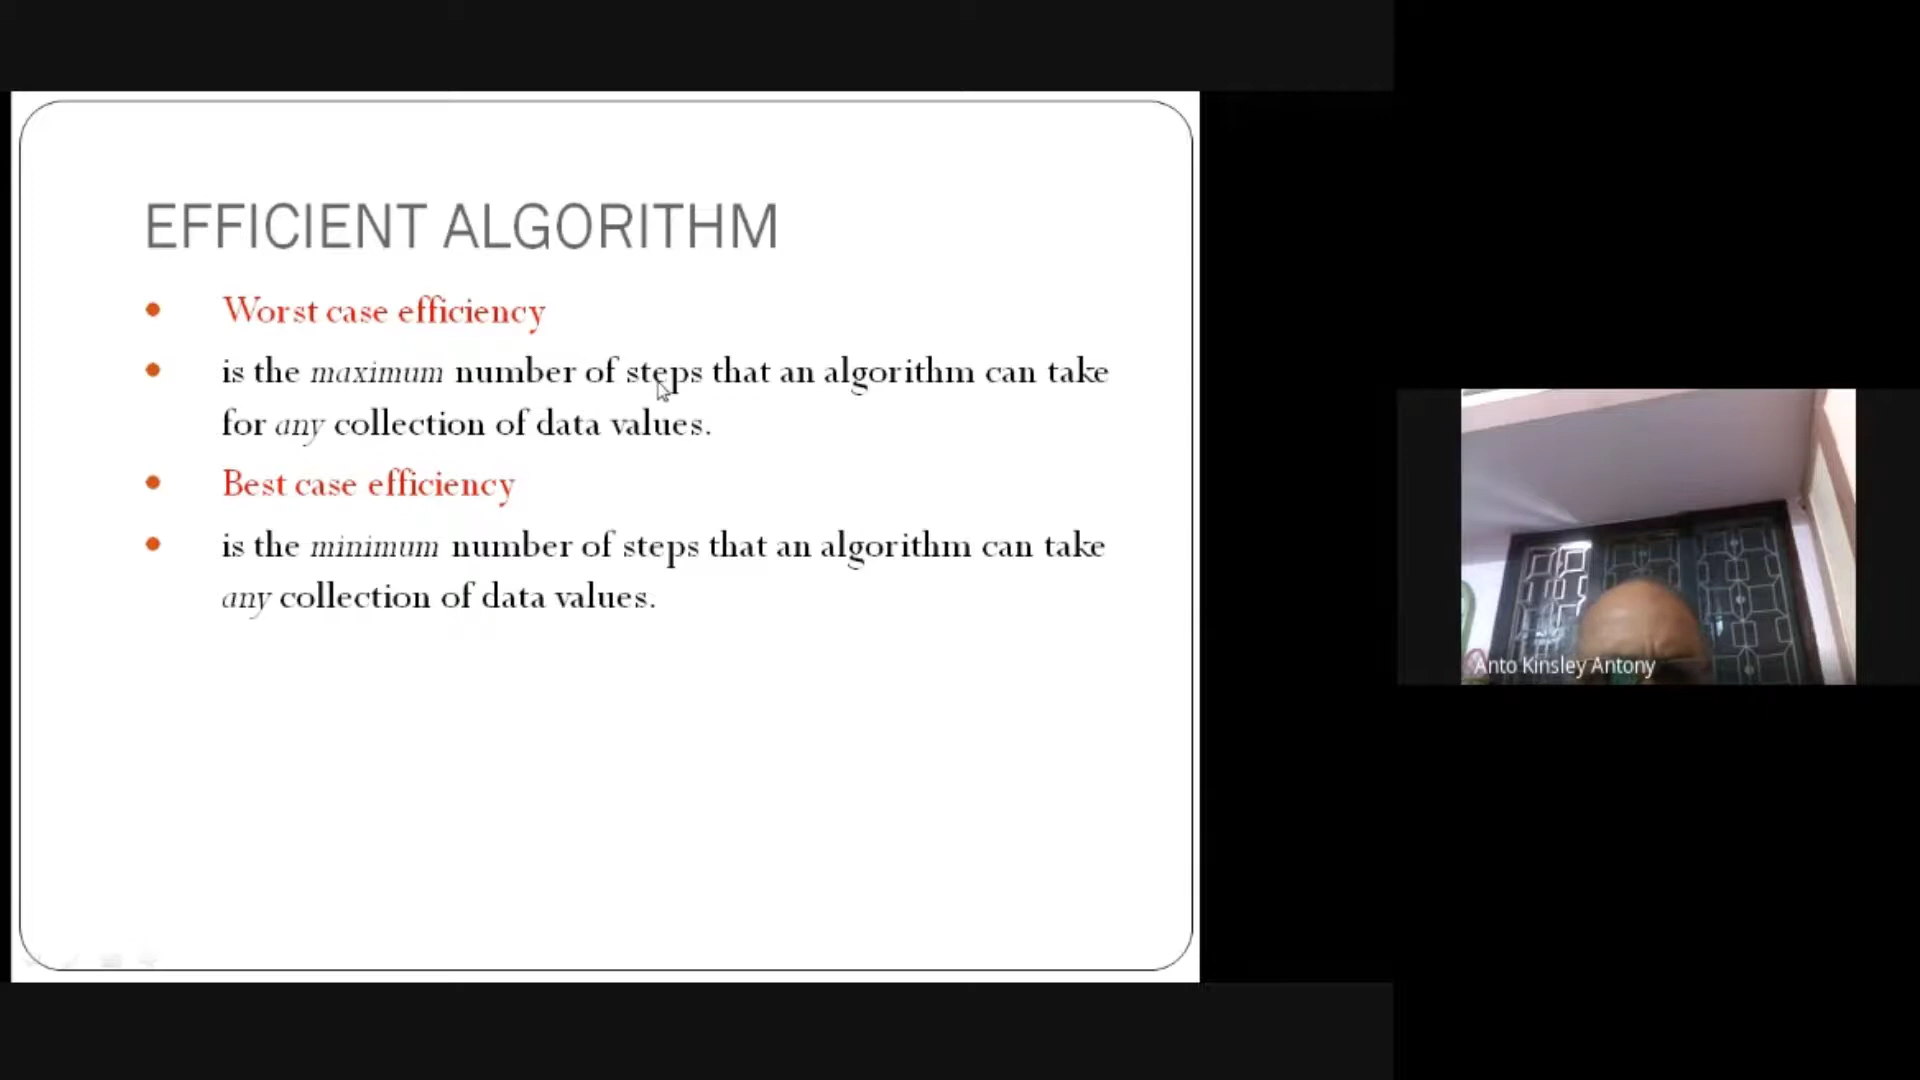 EFFICIENT ALGORITHM
Worst case efficiency
is the maximum number of steps that an algorithm can take
for any collection of data values.
Best case efficiency
is the minimum number of steps that an algorithm can take
any collection of data values.
Anto Kinsley Antony